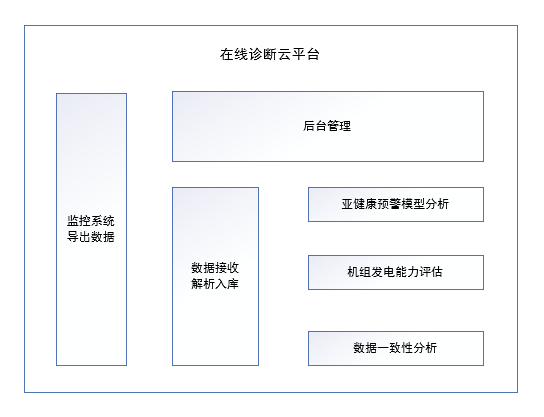 在线诊断云平台
后台管理
监控系统
导出数据
数据接收
解析入库
亚健康预警模型分析
机组发电能力评估
数据一致性分析